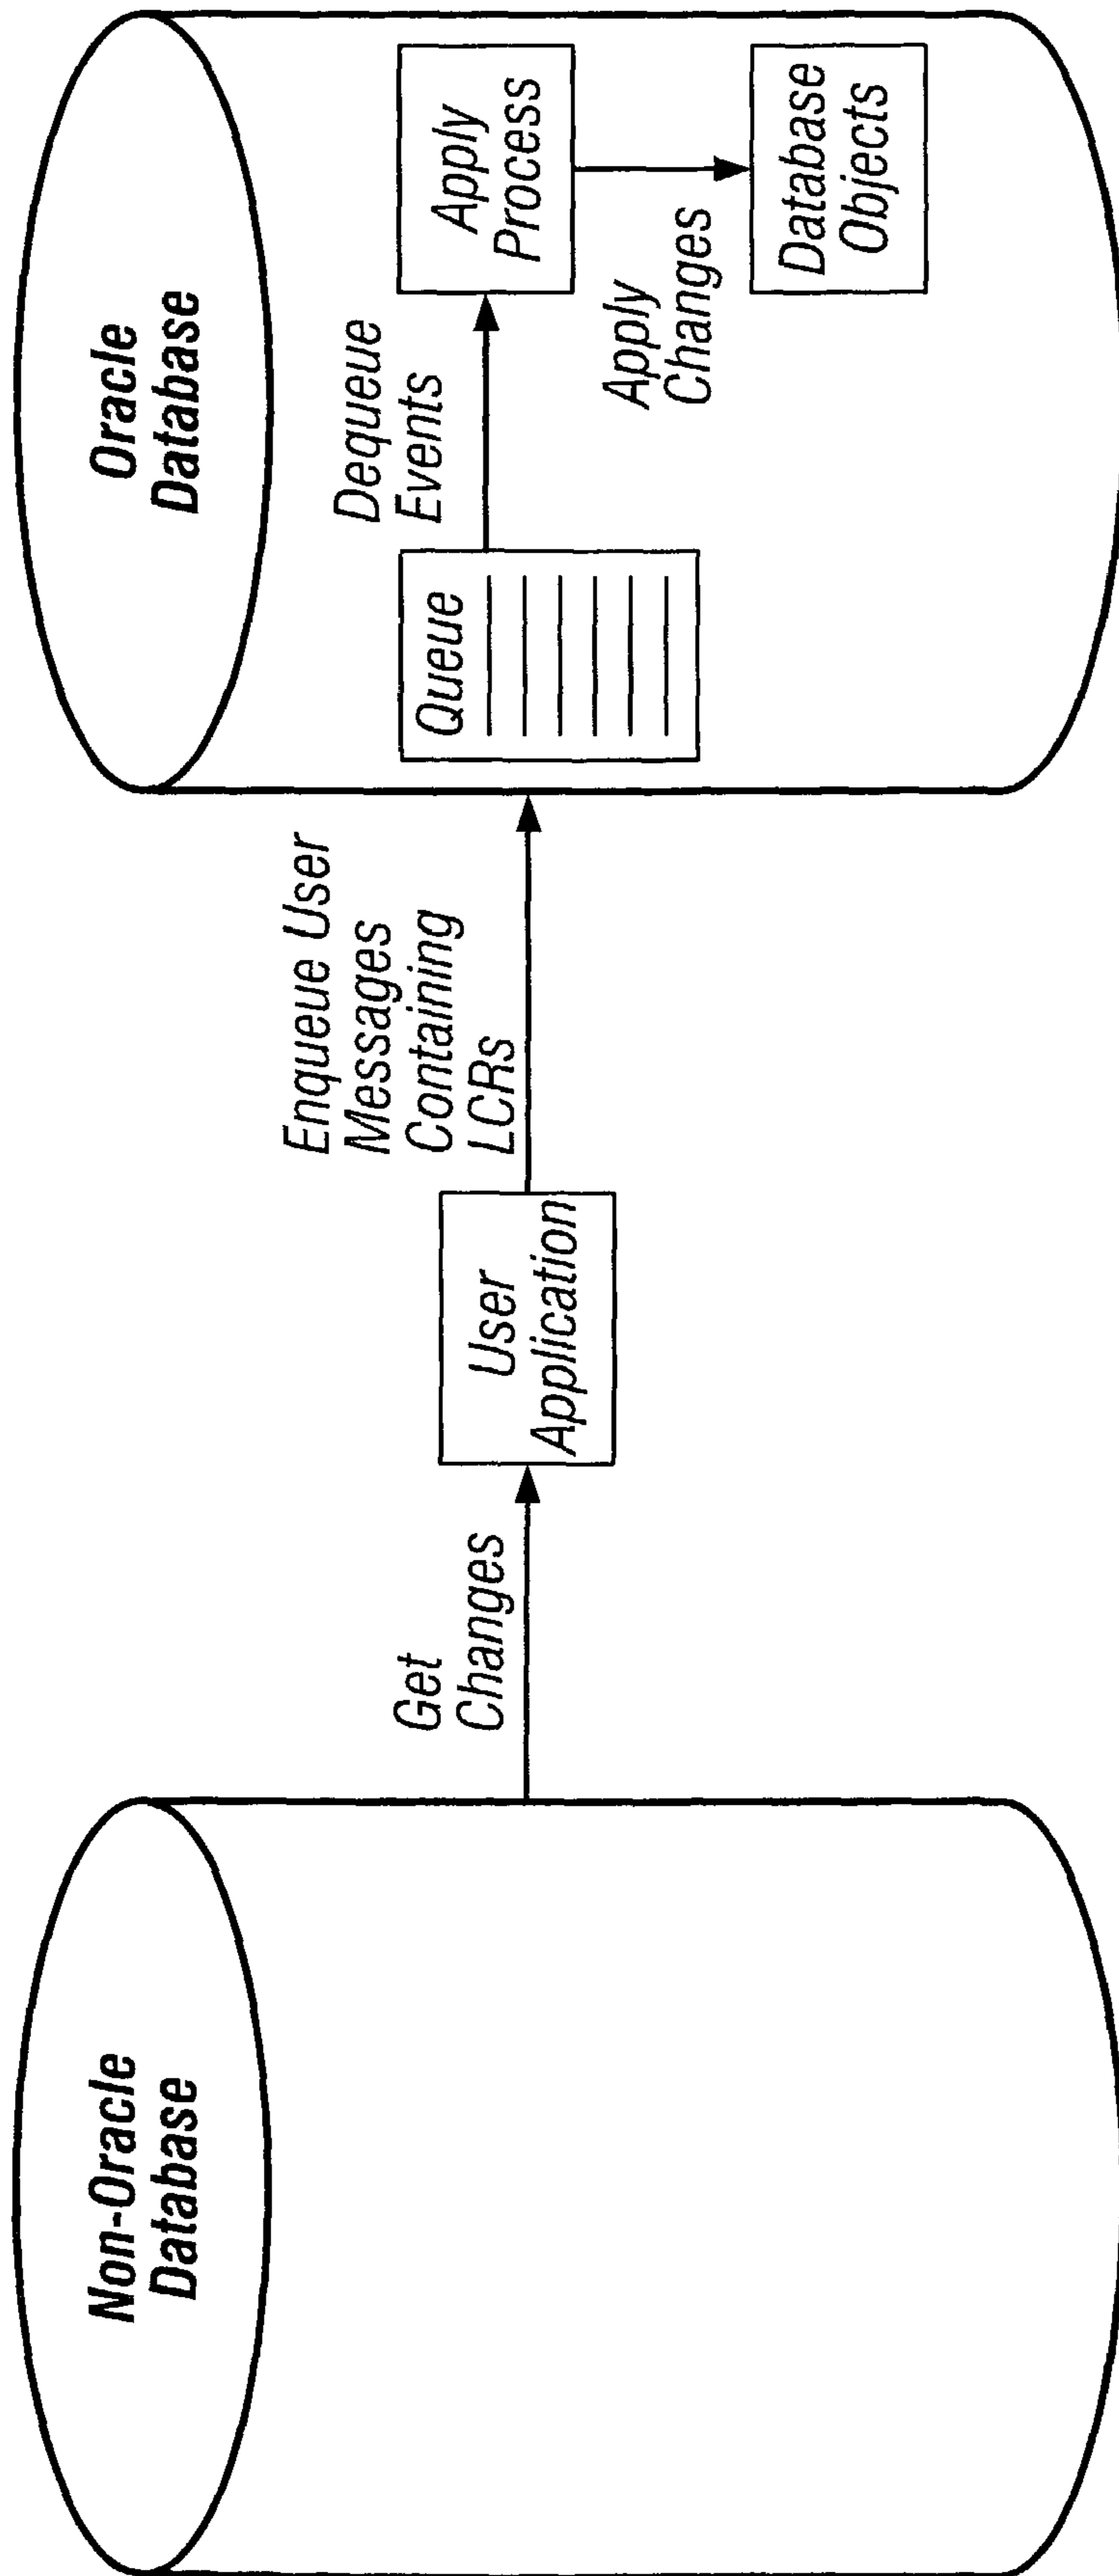 Non-Oracle
Database
Get
Changes
User
Application
Enqueue User
Messages
Containing
LCRs
Oracle
Database
Queue
Dequeue
Events
Apply
Process
Apply
Changes
Database
Objects